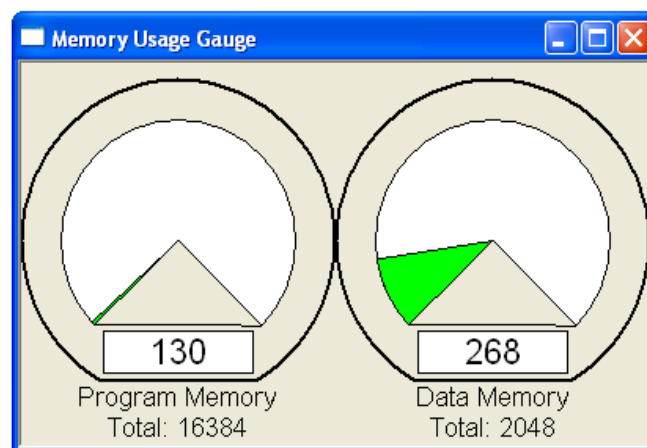 Memory Usage Gauge
130
268
Program Memory
Total: 16384
Data Memory
Total: 2048